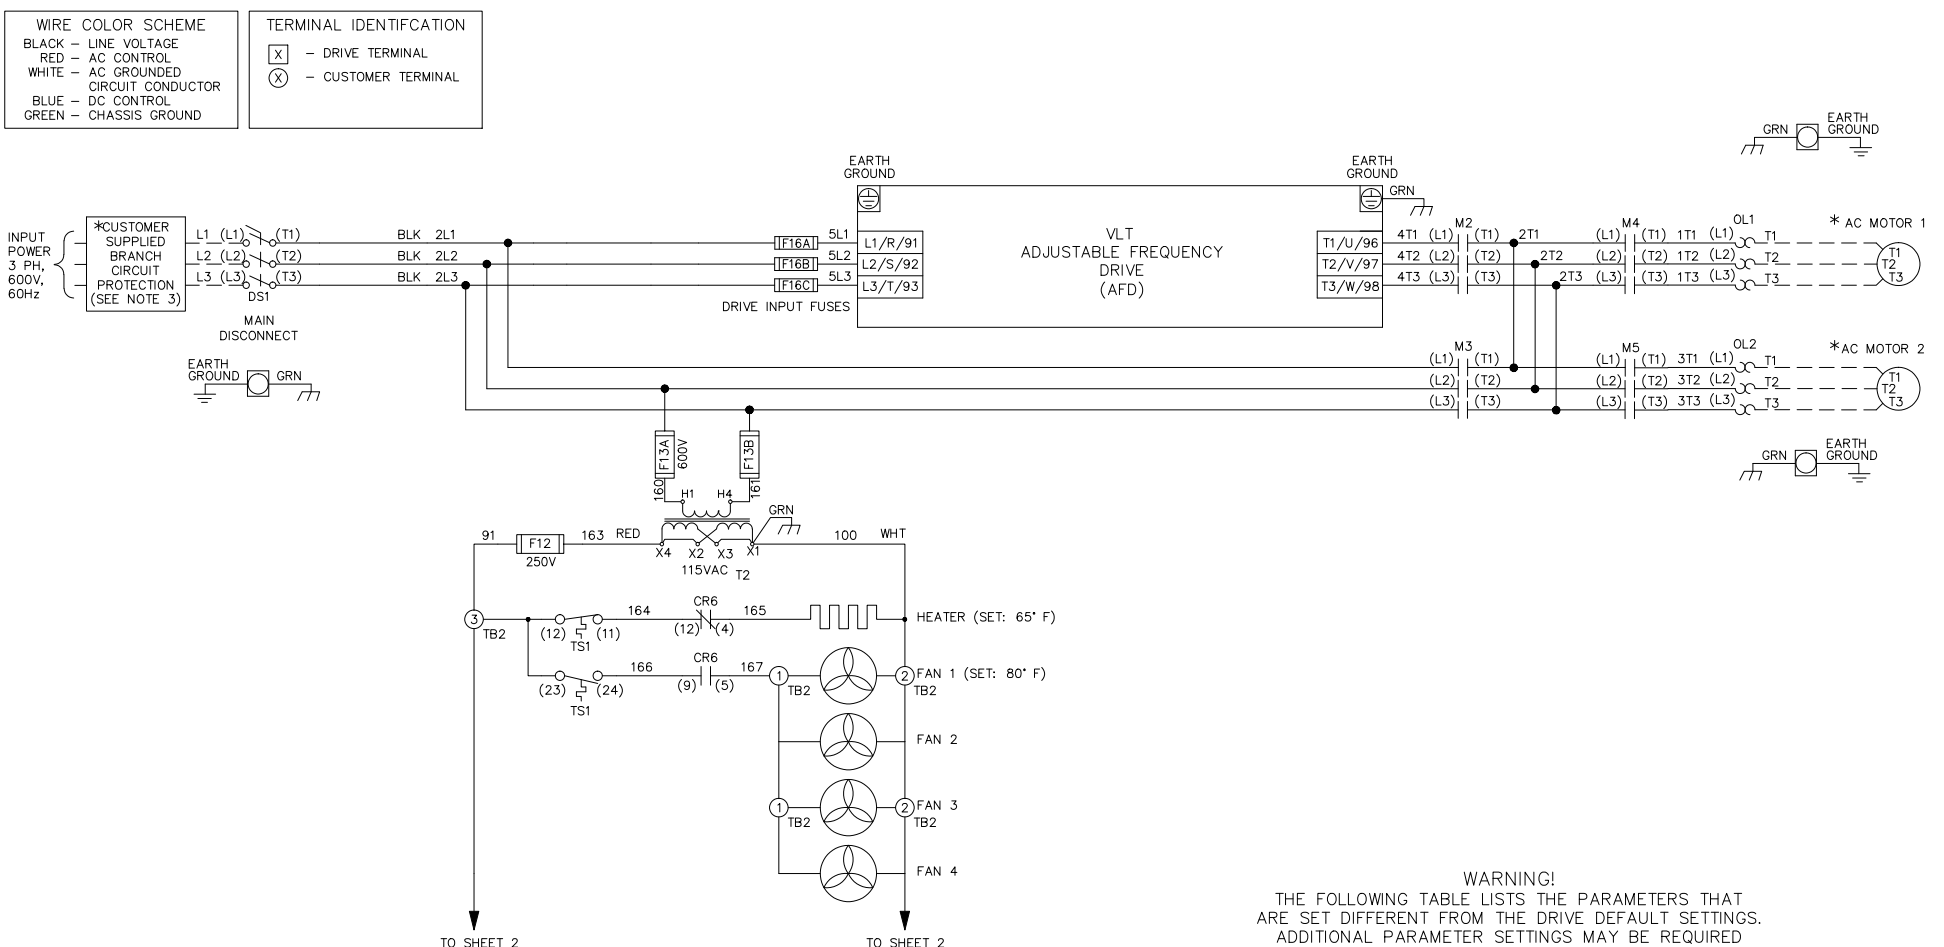 WIRE COLOR SCHEME
BLACK – LINE VOLTAGE
RED – AC CONTROL
WHITE – AC GROUNDED
CIRCUIT CONDUCTOR
BLUE – DC CONTROL
GREEN – CHASSIS GROUND
TERMINAL IDENTIFCATION
X – DRIVE TERMINAL
X – CUSTOMER TERMINAL
GRN
EARTH
GROUND
EARTH
GROUND
EARTH
GROUND
GRN
INPUT
POWER
3 PH,
600V,
60Hz
*CUSTOMER
SUPPLIED
BRANCH
CIRCUIT
PROTECTION
(SEE NOTE 3)
L1 (L1) (T1) BLK 2L1 F16A 5L1 L1/R/91
L2 (L2) (T2) BLK 2L2 F16B 5L2 L2/S/92
L3 (L3) (T3) BLK 2L3 F16C 5L3 L3/T/93
DS1
MAIN
DISCONNECT
DRIVE INPUT FUSES
VLT
ADJUSTABLE FREQUENCY
DRIVE
(AFD)
M2 M4 OL1 * AC MOTOR 1
T1/U/96 4T1 (L1) (T1) 2T1 (L1) (T1) 1T1 (L1) T1 T1
T2/V/97 4T2 (L2) (T2) 2T2 (L2) (T2) 1T2 (L2) T2 T2
T3/W/98 4T3 (L3) (T3) 2T3 (L3) (T3) 1T3 (L3) T3 T3
EARTH
GROUND
GRN
M3 M5 OL2 *AC MOTOR 2
(L1) (T1) (L1) (T1) 3T1 (L1) T1 T1
(L2) (T2) (L2) (T2) 3T2 (L2) T2 T2
(L3) (T3) (L3) (T3) 3T3 (L3) T3 T3
GRN
EARTH
GROUND
F13A
600V
F13B
160
161
H1 H4
GRN
91 F12 163 RED
250V
X4 X2 X3 X1
115VAC T2
100 WHT
3
TB2
(12) (11)
TS1
164
CR6
(12) (4)
165
HEATER (SET: 65° F)
(23) (24)
TS1
166
CR6
(9) (5)
167
1
TB2
2
TB2
FAN 1 (SET: 80° F)
FAN 2
1
TB2
2
TB2
FAN 3
FAN 4
TO SHEET 2
TO SHEET 2
WARNING!
THE FOLLOWING TABLE LISTS THE PARAMETERS THAT
ARE SET DIFFERENT FROM THE DRIVE DEFAULT SETTINGS.
ADDITIONAL PARAMETER SETTINGS MAY BE REQUIRED